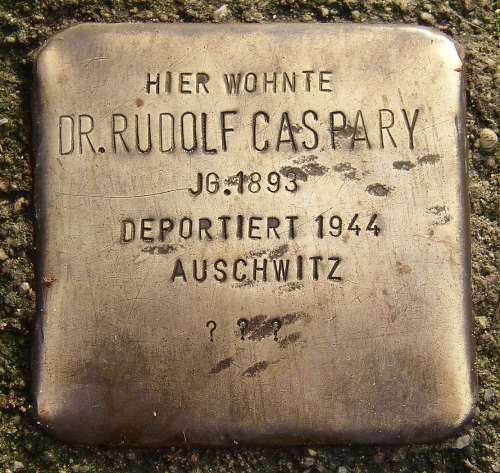 HIER WOHNTE
DR. RUDOLF CASPARY
JG. 1893
DEPORTIERT 1944
AUSCHWITZ
? ? ?